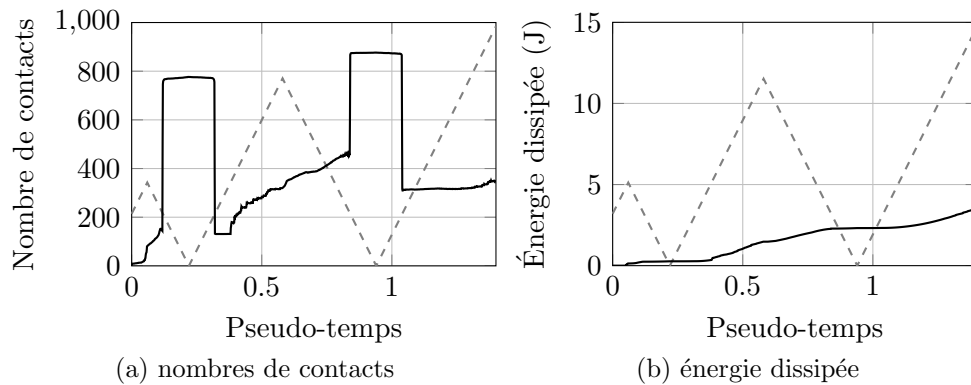 Nombre de contacts
1,000
800
600
400
200
0
0
0.5
1
Pseudo-temps
(a) nombres de contacts
Énergie dissipée (J)
15
10
5
0
0
0.5
1
Pseudo-temps
(b) énergie dissipée